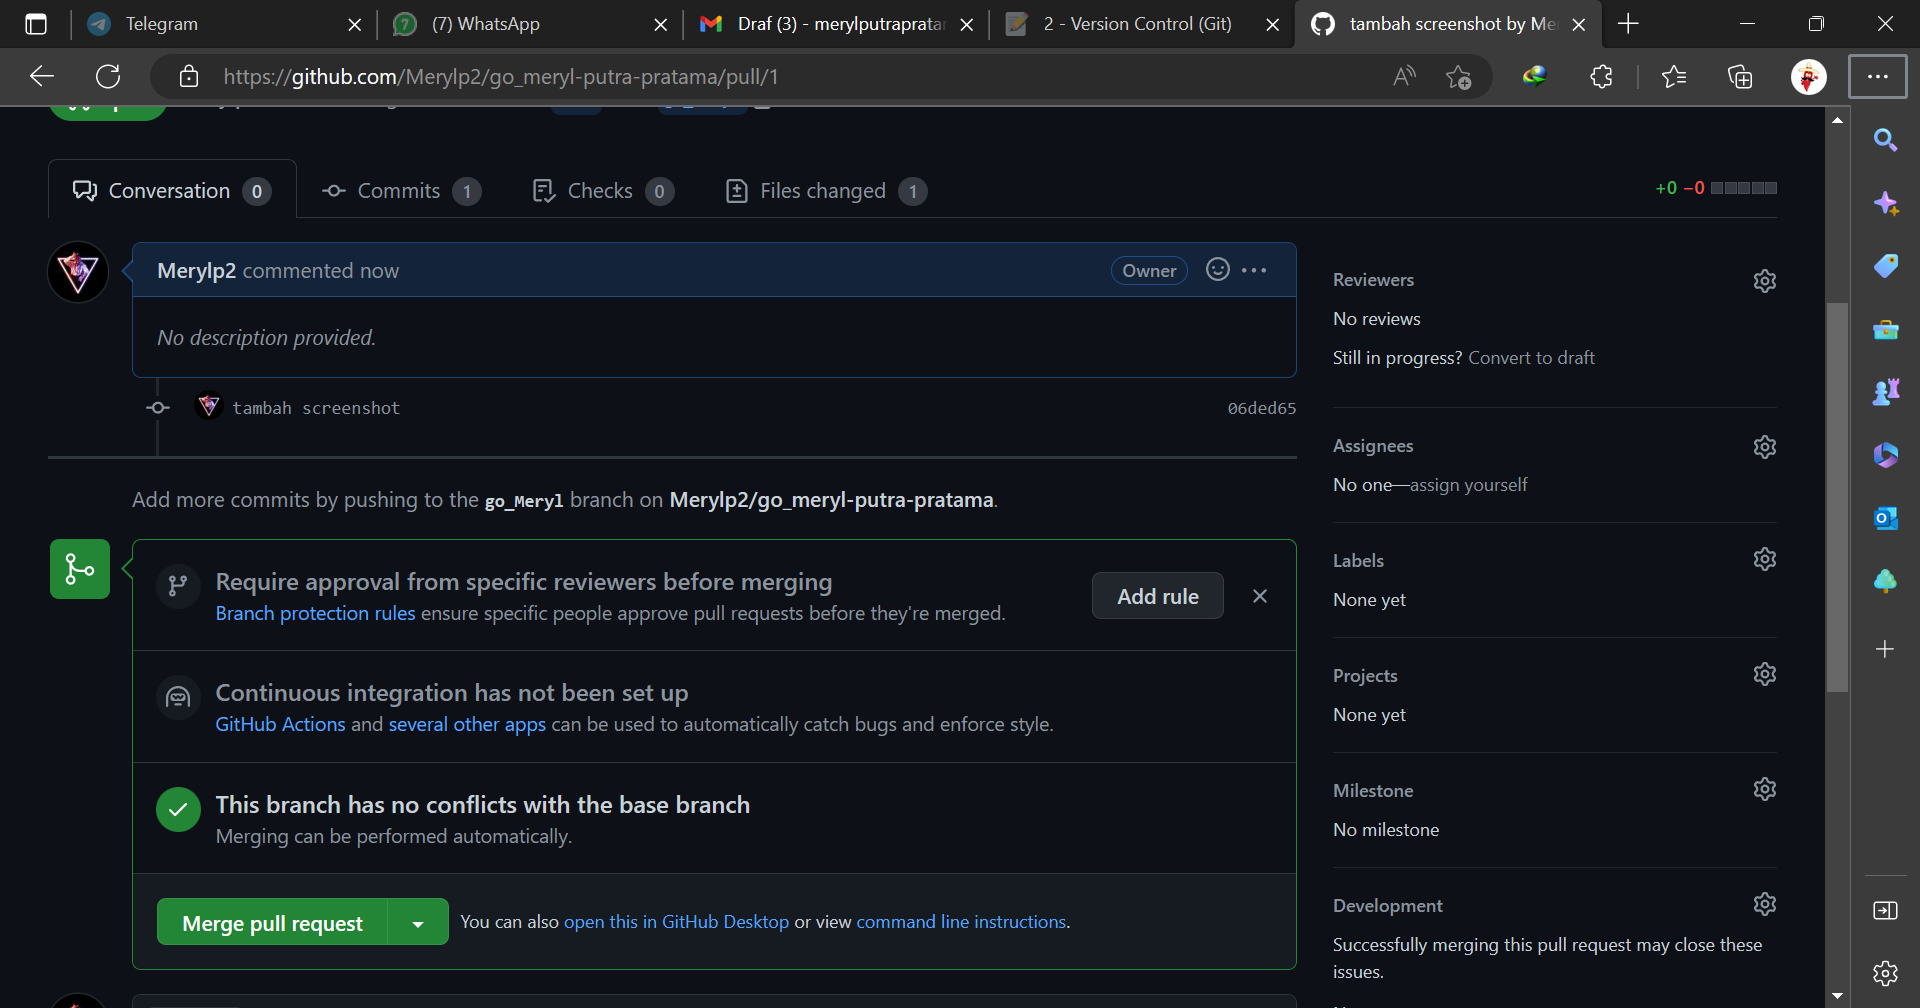 Telegram
7
(7) WhatsApp
Draf (3) - merylputrapratar
2 - Version Control (Git)
tambah screenshot by Me
https://github.com/Merylp2/go_meryl-putra-pratama/pull/1
Conversation 0
Commits 1
Checks 0
Files changed 1
+0 −0
Merylp2 commented now
Owner
No description provided.
tambah screenshot
06ded65
Add more commits by pushing to the go_Meryl branch on Merylp2/go_meryl-putra-pratama.
Require approval from specific reviewers before merging
Branch protection rules ensure specific people approve pull requests before they're merged.
Add rule
Continuous integration has not been set up
GitHub Actions and several other apps can be used to automatically catch bugs and enforce style.
This branch has no conflicts with the base branch
Merging can be performed automatically.
Merge pull request
You can also open this in GitHub Desktop or view command line instructions.
Reviewers
No reviews
Still in progress? Convert to draft
Assignees
No one—assign yourself
Labels
None yet
Projects
None yet
Milestone
No milestone
Development
Successfully merging this pull request may close these
issues.